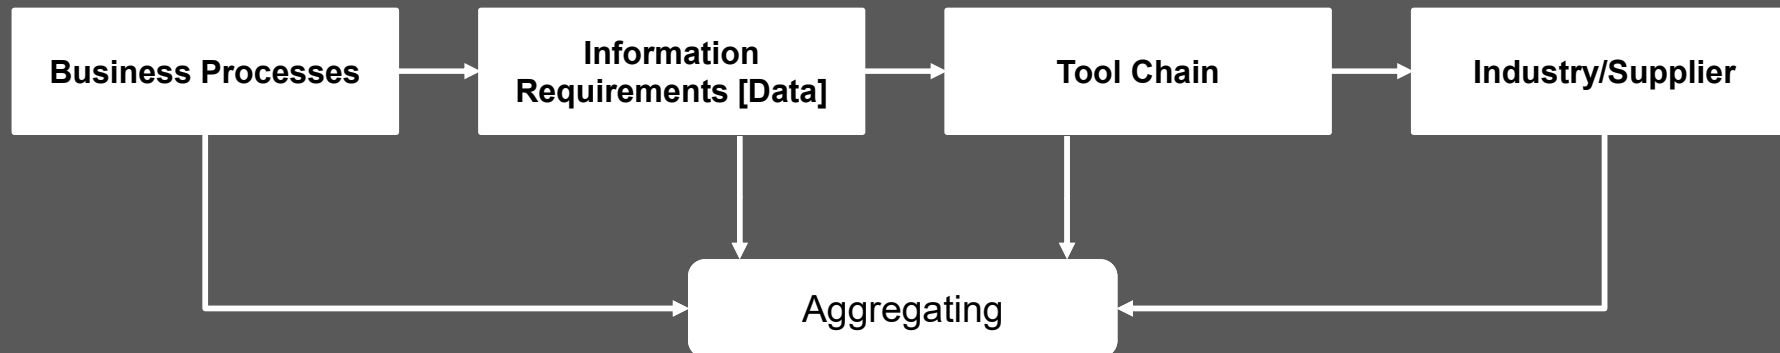 Business Processes
Information
Requirements [Data]
Tool Chain
Industry/Supplier
Aggregating